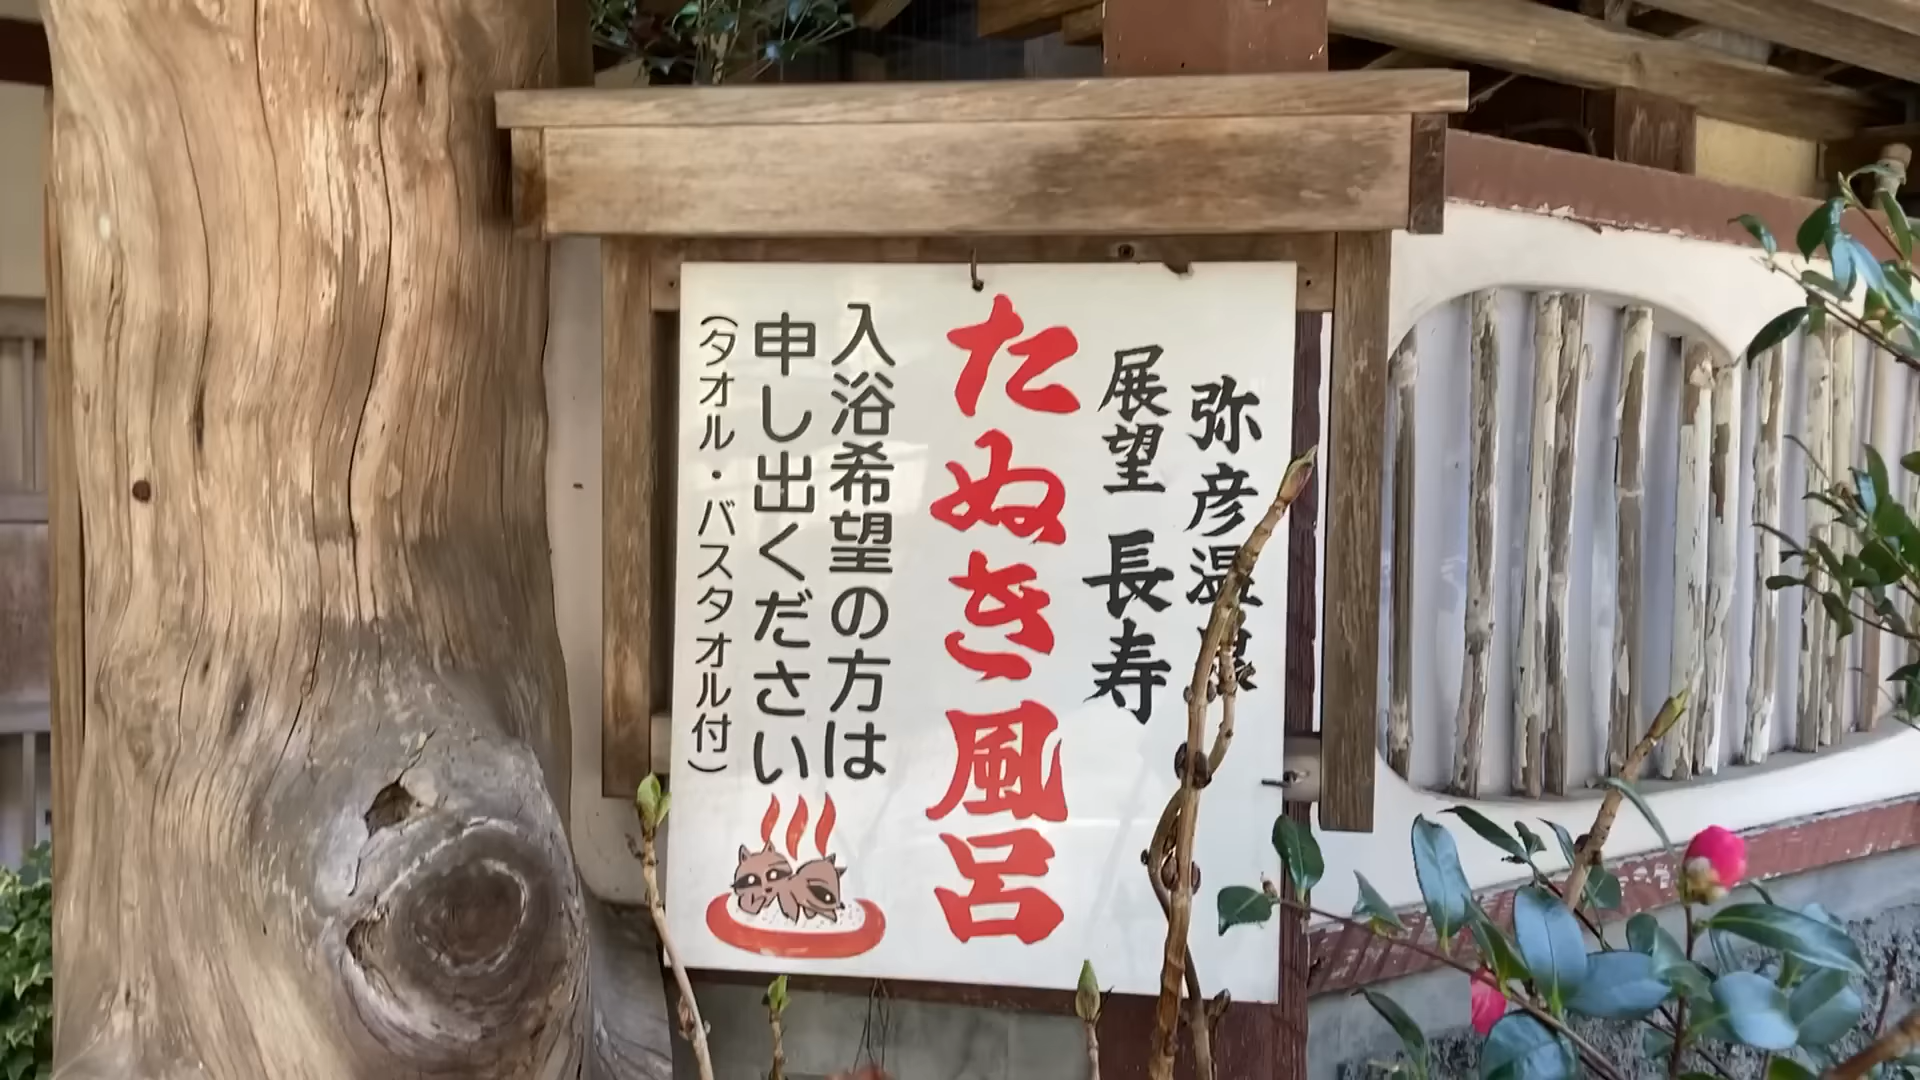 弥彦温泉
展望 長寿
たぬき風呂
入浴希望の方は
申し出ください
(タオル・バスタオル付)